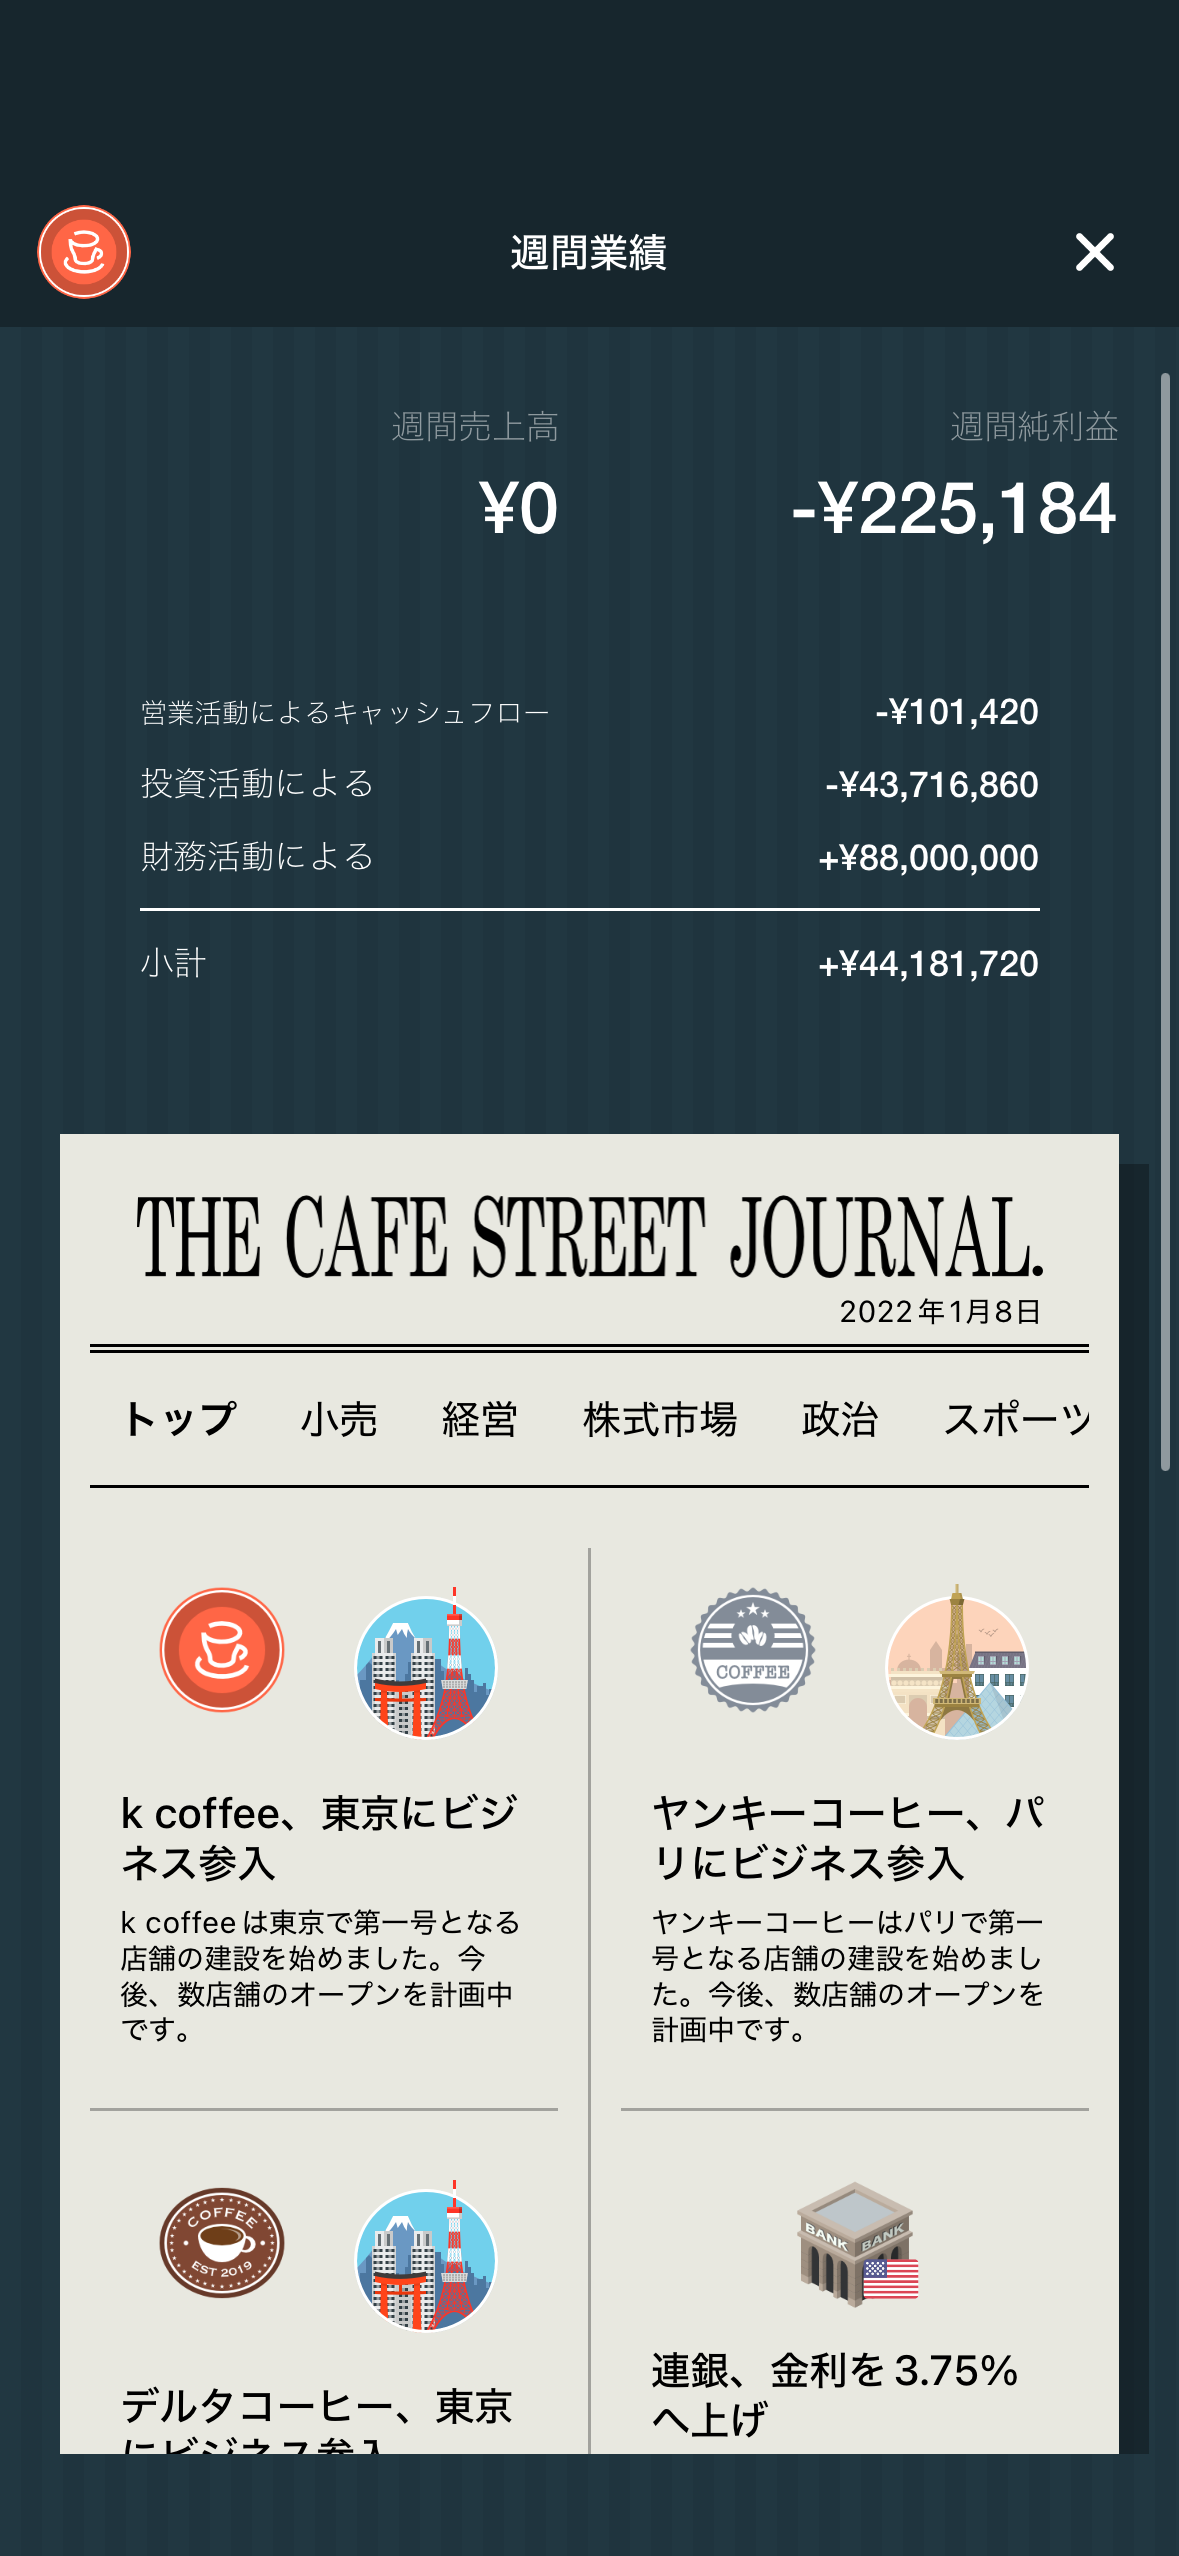 週間業績
週間売上高
週間純利益
¥0
-¥225,184
営業活動によるキャッシュフロー
-¥101,420
投資活動による
-¥43,716,860
財務活動による
+¥88,000,000
小計
+¥44,181,720
THE CAFE STREET JOURNAL.
2022年1月8日
トップ 小売 経営 株式市場 政治 スポーツ
k coffee、東京にビジ
ネス参入
k coffeeは東京で第一号となる
店舗の建設を始めました。今
後、数店舗のオープンを計画中
です。
COFFEE
ヤンキーコーヒー、パ
リにビジネス参入
ヤンキーコーヒーはパリで第一
号となる店舗の建設を始めまし
た。今後、数店舗のオープンを
計画中です。
COFFEE
EST 2019
デルタコーヒー、東京
にビジネス参入
BANK BANK
連銀、金利を3.75%
へ上げ